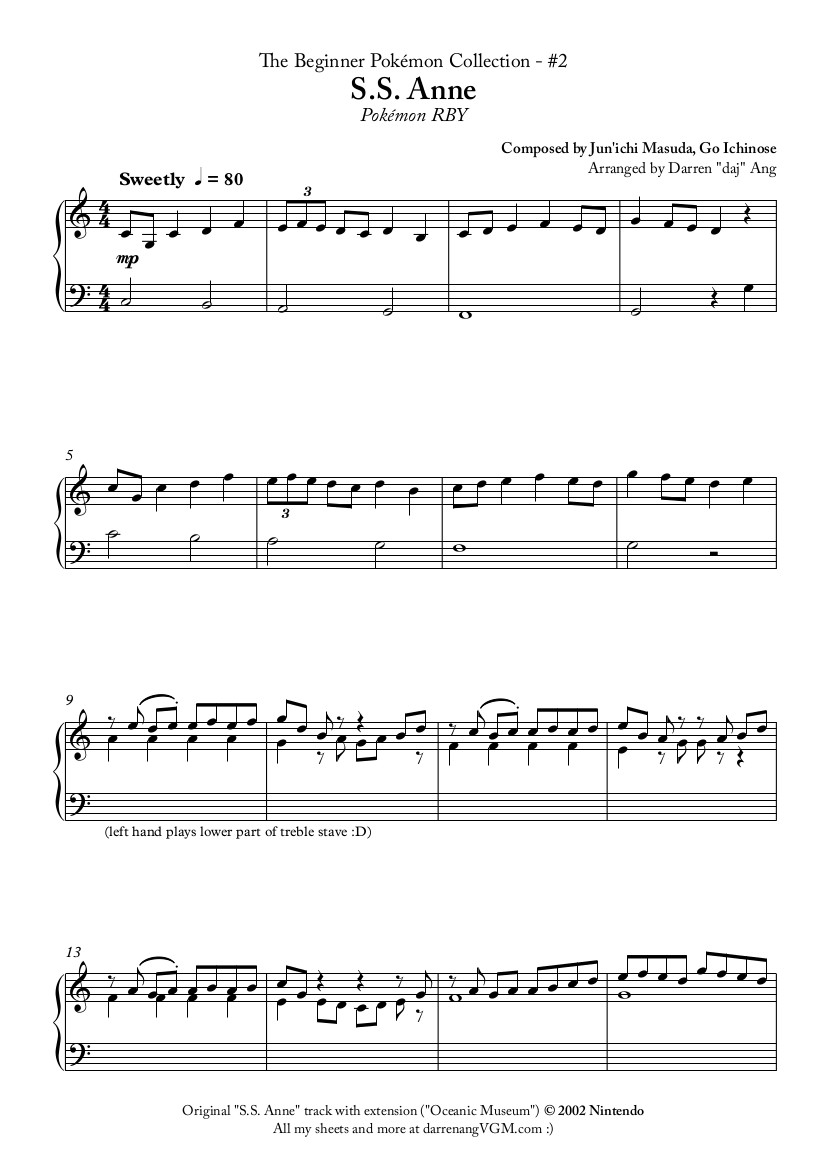 The Beginner Pokémon Collection - #2
S.S. Anne
Pokémon RBY
Composed by Jun'ichi Masuda, Go Ichinose
Arranged by Darren "daj" Ang
Sweetly ♩ = 80
4 4
3
mp
4 4
5
3
9
(left hand plays lower part of treble stave :D)
13
Original "S.S. Anne" track with extension ("Oceanic Museum") © 2002 Nintendo
All my sheets and more at darrenangVGM.com :)